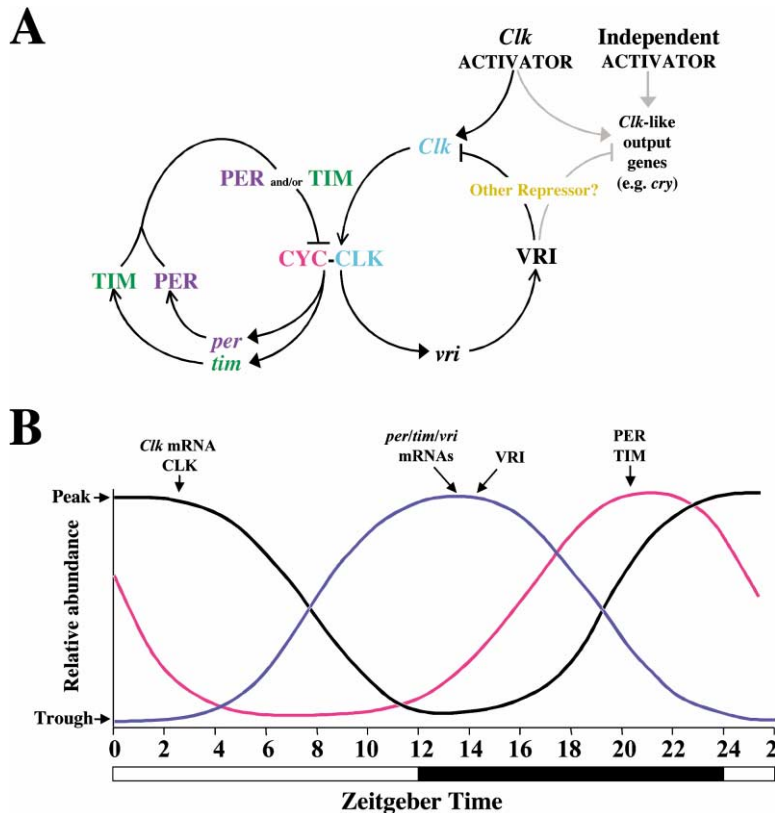 A
Clk
ACTIVATOR
Independent
ACTIVATOR
Clk
Clk-like
output
genes
(e.g. cry)
PER and/or TIM
Other Repressor?
CYC-CLK
VRI
TIM
PER
per
tim
vri
B
Clk mRNA
CLK
per/tim/vri
mRNAs
VRI
PER
TIM
Peak
Relative abundance
Trough
0 2 4 6 8 10 12 14 16 18 20 22 24 2
Zeitgeber Time